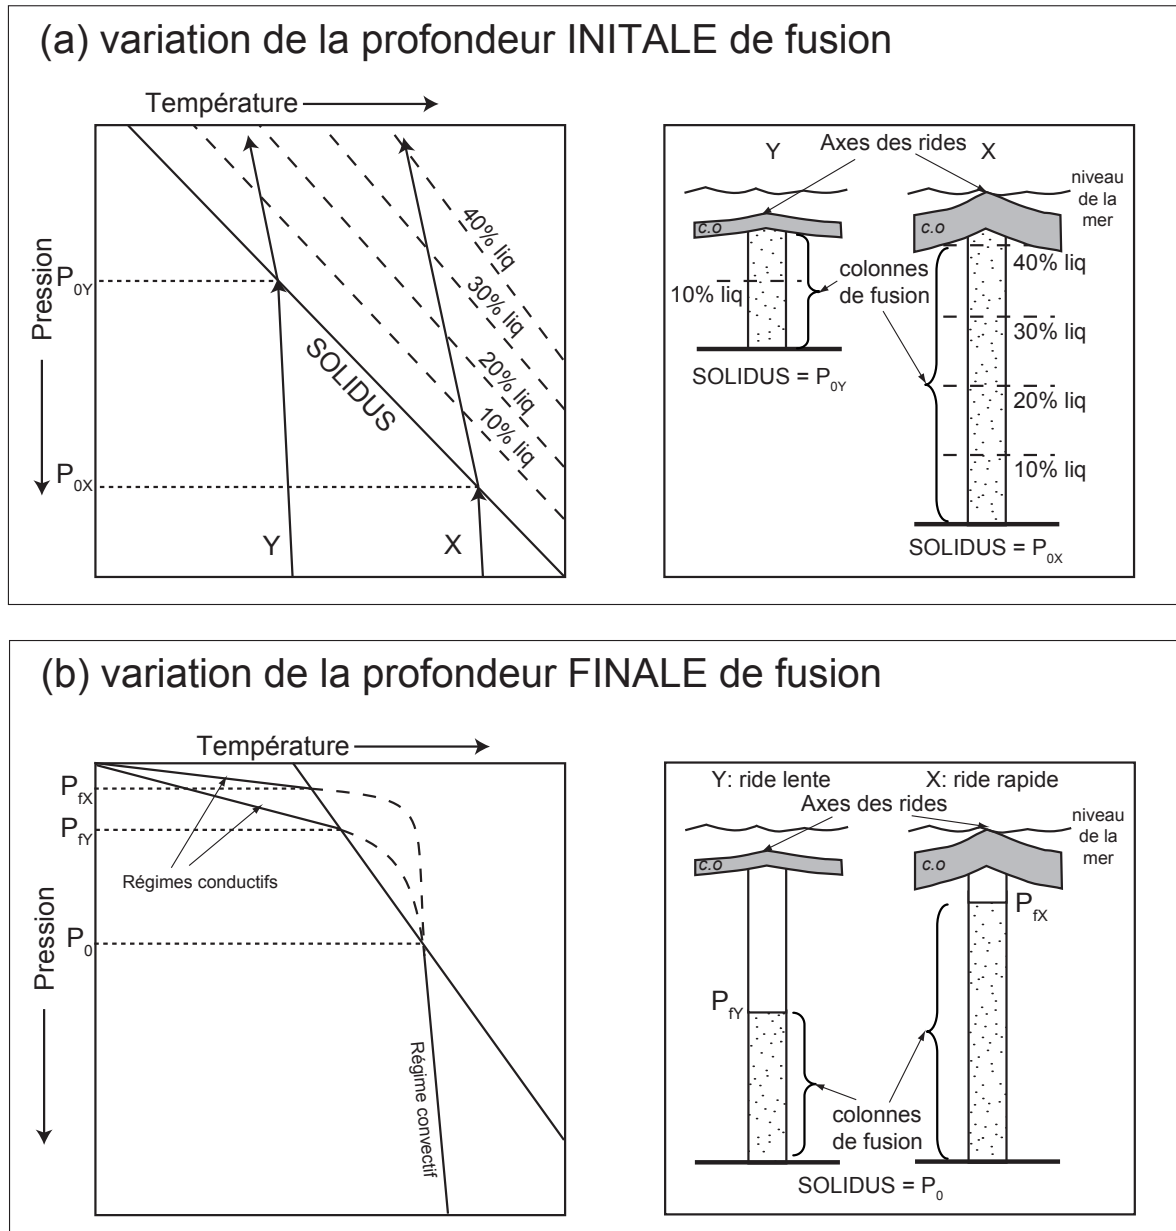 (a) variation de la profondeur INITALE de fusion
Température
Pression
P0Y
P0X
SOLIDUS
10% liq
20% liq
30% liq
40% liq
Y
X
Axes des rides
Y
X
niveau
de la
mer
c.o
c.o
colonnes
de fusion
10% liq
40% liq
30% liq
20% liq
10% liq
SOLIDUS = P0Y
SOLIDUS = P0X
(b) variation de la profondeur FINALE de fusion
Température
Pression
PfX
PfY
P0
Régimes conductifs
Régime convectif
Y: ride lente
X: ride rapide
Axes des rides
niveau
de la
mer
c.o
c.o
PfX
PfY
colonnes
de fusion
SOLIDUS = P0